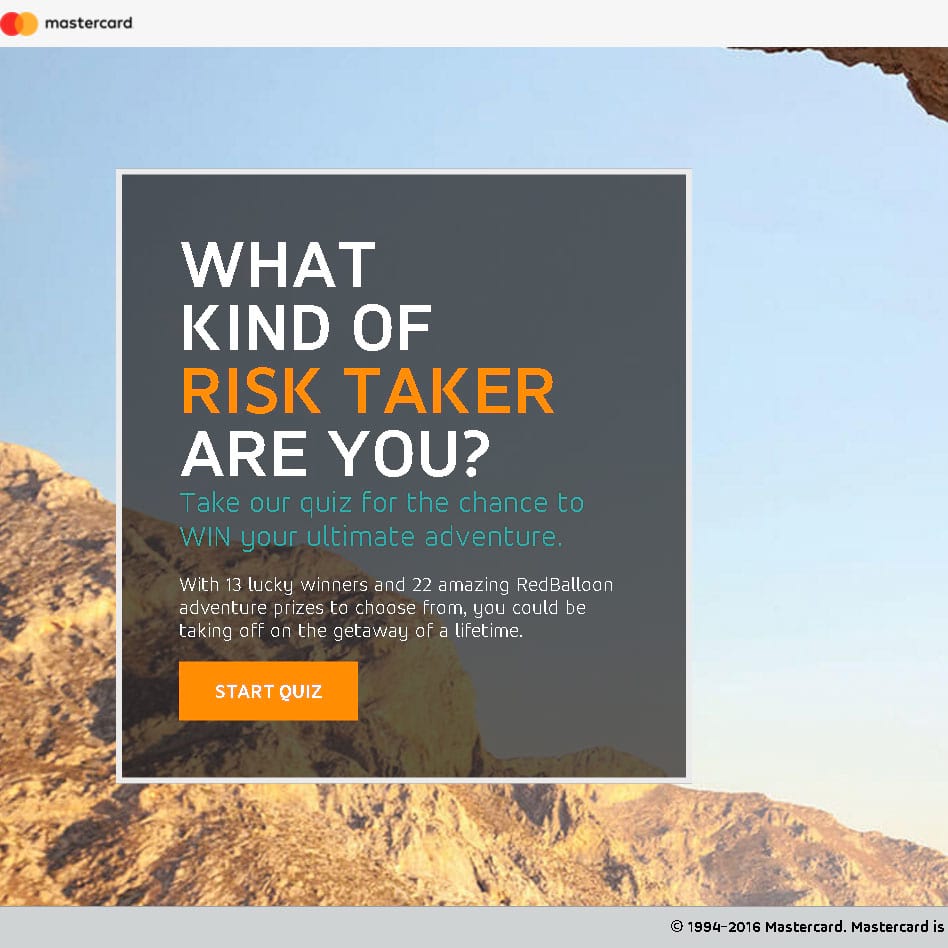 mastercard
WHAT
KIND OF
RISK TAKER
ARE YOU?
Take our quiz for the chance to
WIN your ultimate adventure.
With 13 lucky winners and 22 amazing RedBalloon
adventure prizes to choose from, you could be
taking off on the getaway of a lifetime.
START QUIZ
© 1994-2016 Mastercard. Mastercard is